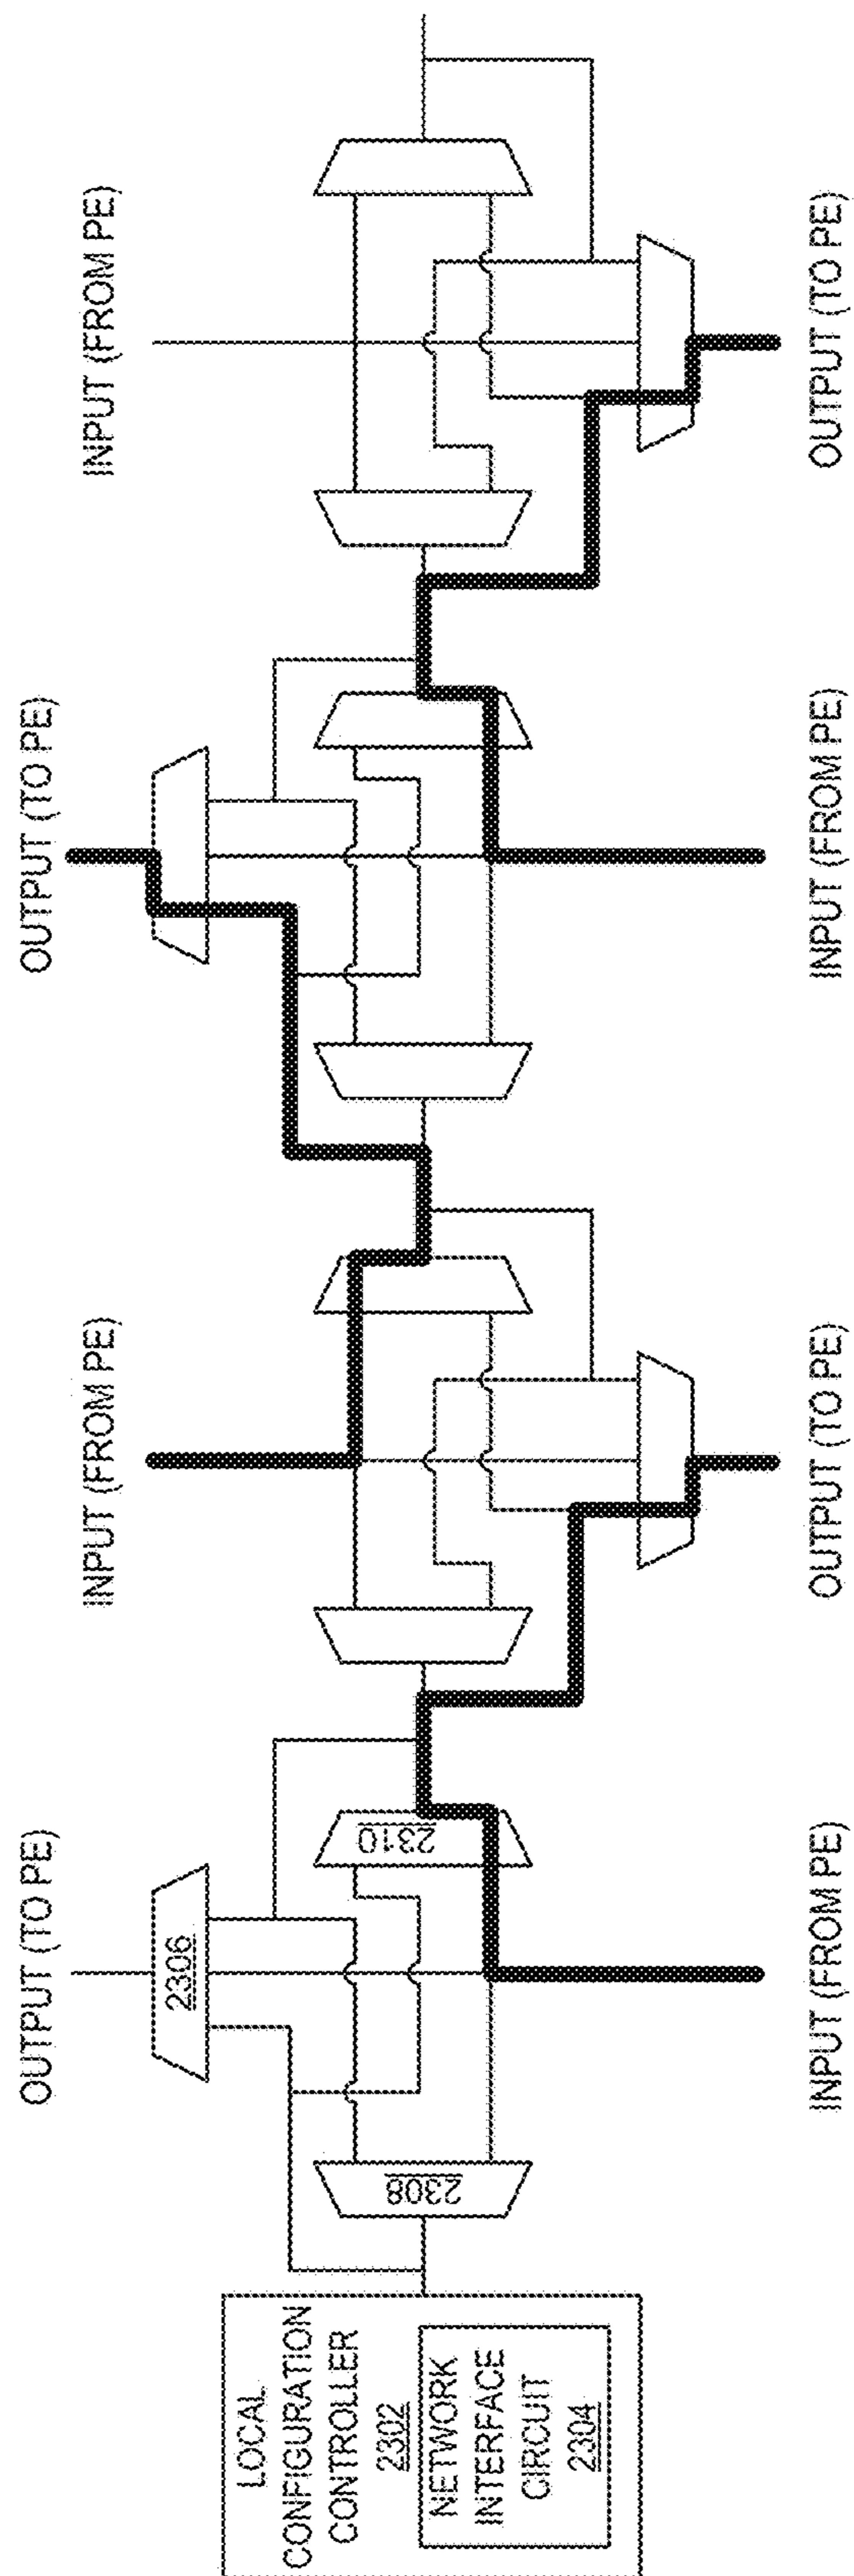 OUTPUT (TO PE)
INPUT (FROM PE)
OUTPUT (TO PE)
INPUT (FROM PE)
LOCAL
CONFIGURATION
CONTROLLER
2302
NETWORK
INTERFACE
CIRCUIT
2304
2306
2308
2310
INPUT (FROM PE)
OUTPUT (TO PE)
INPUT (FROM PE)
OUTPUT (TO PE)